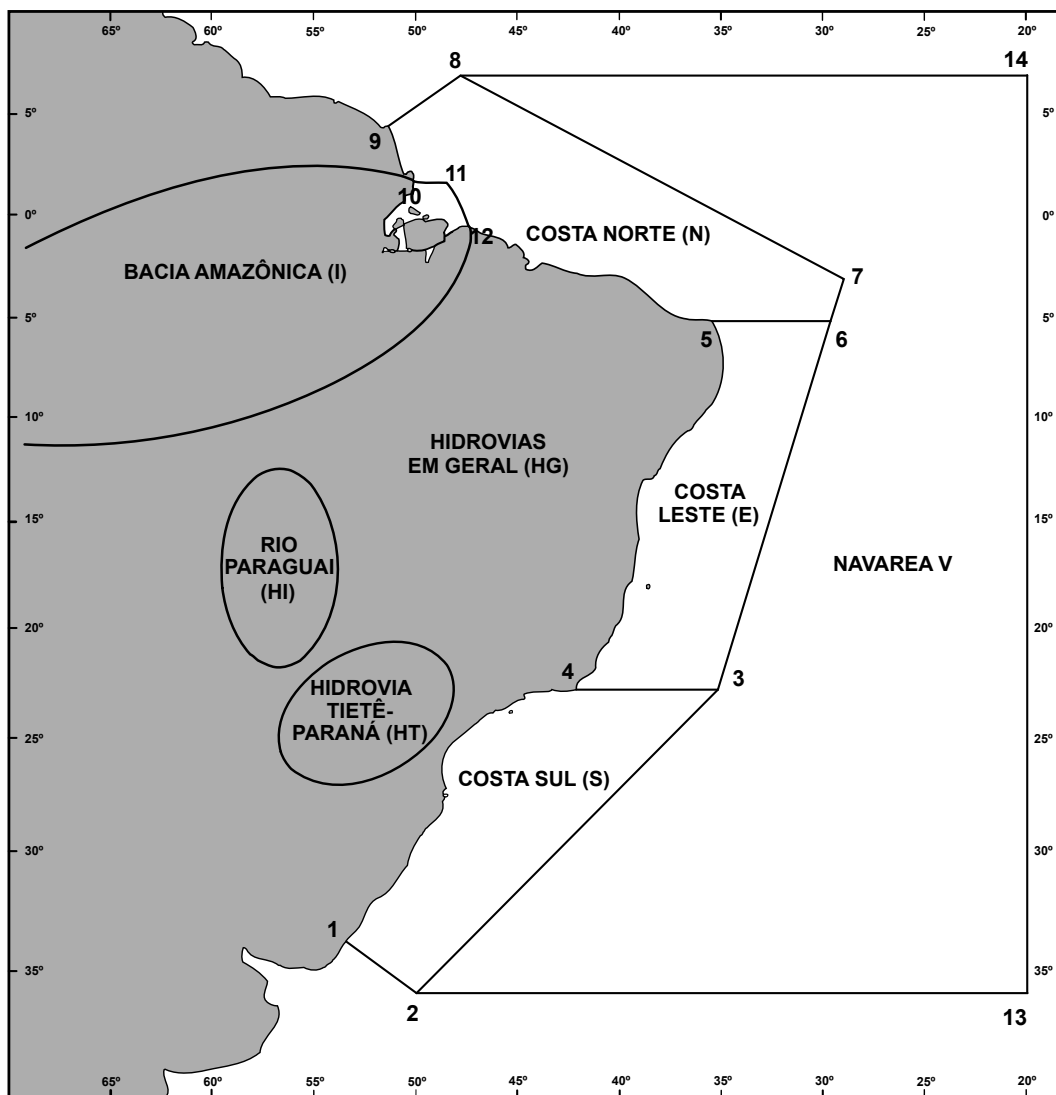 65º 60º 55º 50º 45º 40º 35º 30º 25º 20º
8 14
5º 5º
9
11
10
0º 0º
12 COSTA NORTE (N)
BACIA AMAZÔNICA (I)
7
5º 5º
5 6
10º 10º
HIDROVIAS
EM GERAL (HG)
COSTA
LESTE (E)
15º 15º
RIO
PARAGUAI
(HI)
NAVAREA V
20º 20º
4 3
HIDROVIA
TIETÊ-
PARANÁ (HT)
25º 25º
COSTA SUL (S)
30º 30º
1
35º 35º
2 13
65º 60º 55º 50º 45º 40º 35º 30º 25º 20º